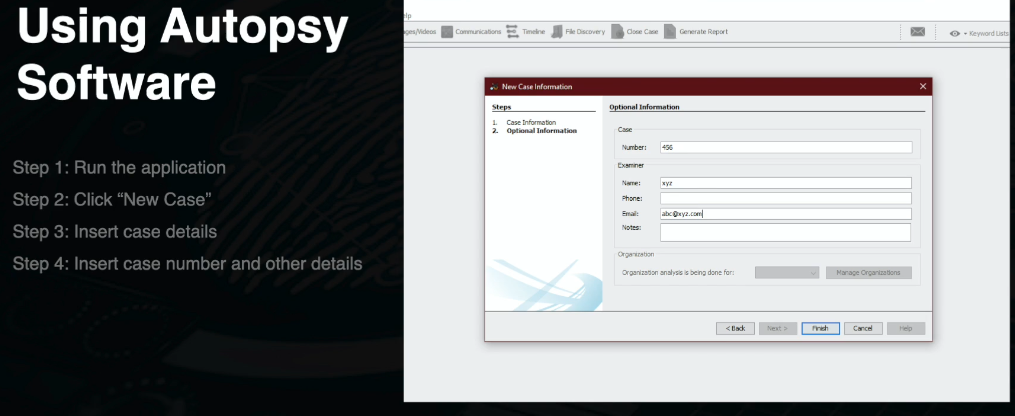 Using Autopsy
Software
Step 1: Run the application
Step 2: Click “New Case”
Step 3: Insert case details
Step 4: Insert case number and other details
elp
ges/Videos Communications Timeline File Discovery Close Case Generate Report Keyword Lists
New Case Information
Steps
1. Case Information
2. Optional Information
Optional Information
Case
Number: 456
Examiner
Name: xyz
Phone:
Email: abc@xyz.com
Notes:
Organization
Organization analysis is being done for: Manage Organizations
< Back Next > Finish Cancel Help